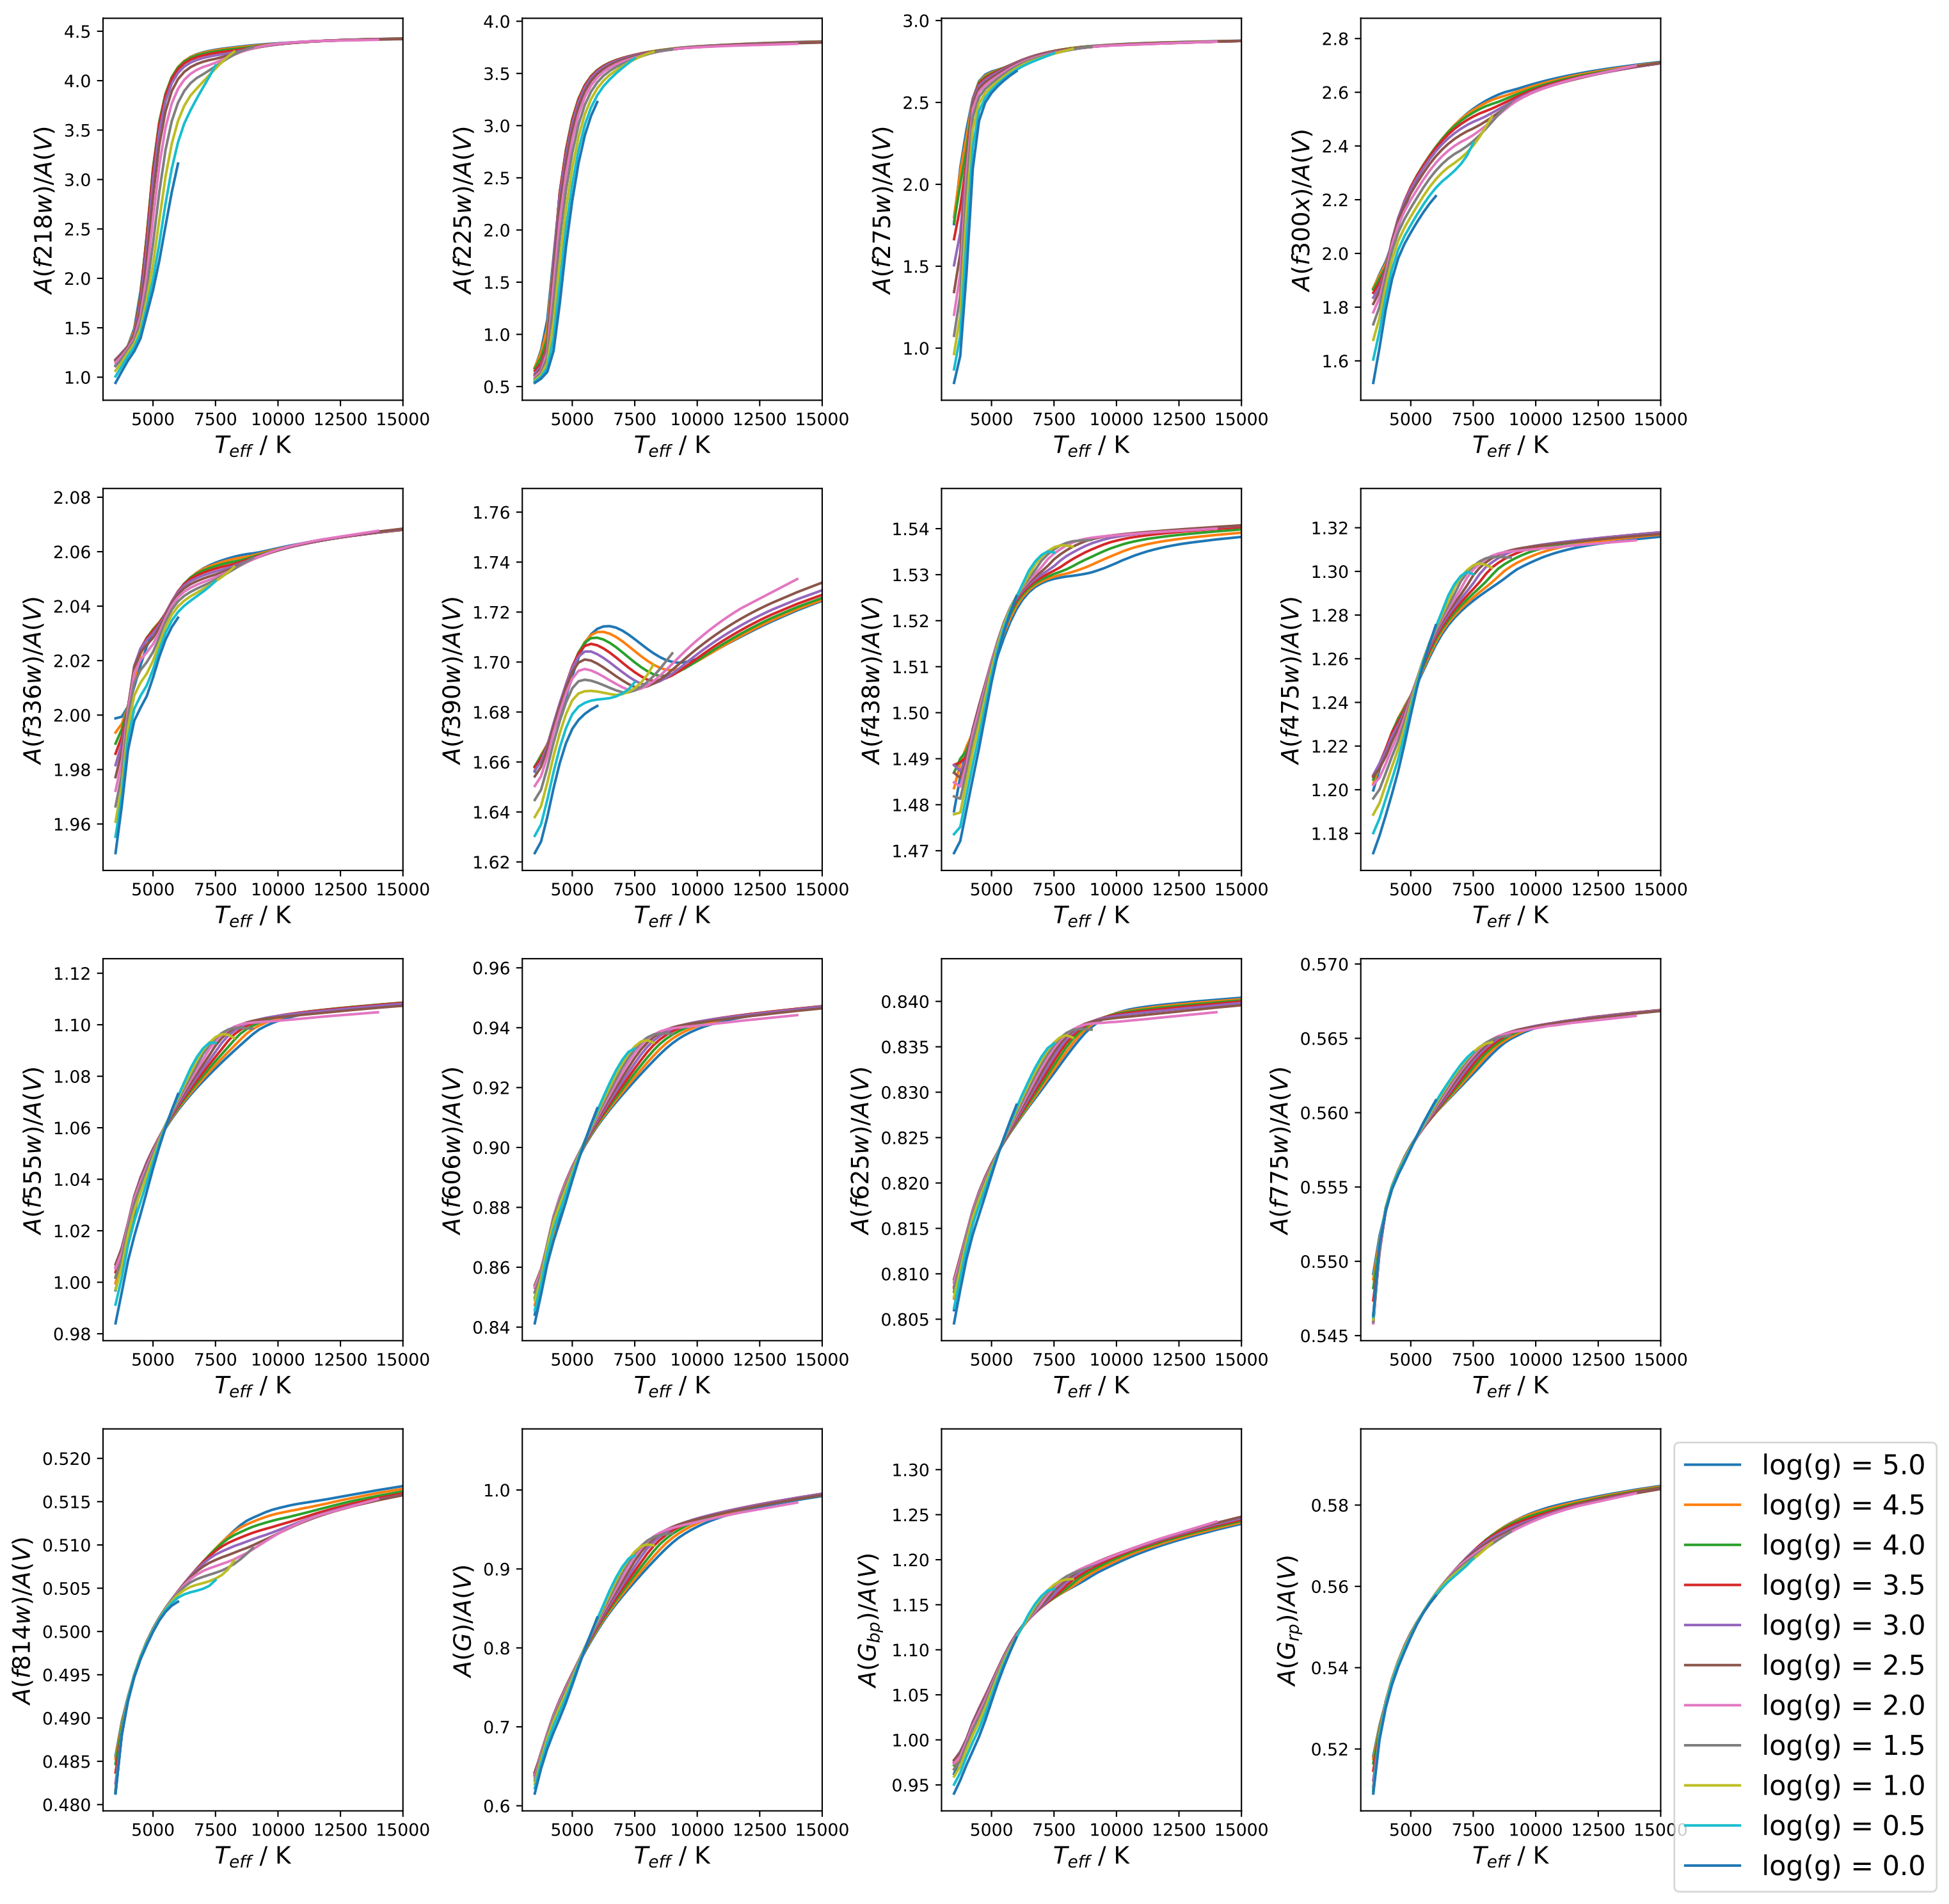 4.5
4.0
3.5
3.0
2.5
2.0
1.5
1.0
A(f218w)/A(V)
5000 7500 10000 12500 15000
T_eff / K
4.0
3.5
3.0
2.5
2.0
1.5
1.0
0.5
A(f225w)/A(V)
5000 7500 10000 12500 15000
T_eff / K
3.0
2.5
2.0
1.5
1.0
A(f275w)/A(V)
5000 7500 10000 12500 15000
T_eff / K
2.8
2.6
2.4
2.2
2.0
1.8
1.6
A(f300x)/A(V)
5000 7500 10000 12500 15000
T_eff / K
2.08
2.06
2.04
2.02
2.00
1.98
1.96
A(f336w)/A(V)
5000 7500 10000 12500 15000
T_eff / K
1.76
1.74
1.72
1.70
1.68
1.66
1.64
1.62
A(f390w)/A(V)
5000 7500 10000 12500 15000
T_eff / K
1.54
1.53
1.52
1.51
1.50
1.49
1.48
1.47
A(f438w)/A(V)
5000 7500 10000 12500 15000
T_eff / K
1.32
1.30
1.28
1.26
1.24
1.22
1.20
1.18
A(f475w)/A(V)
5000 7500 10000 12500 15000
T_eff / K
1.12
1.10
1.08
1.06
1.04
1.02
1.00
0.98
A(f555w)/A(V)
5000 7500 10000 12500 15000
T_eff / K
0.96
0.94
0.92
0.90
0.88
0.86
0.84
A(f606w)/A(V)
5000 7500 10000 12500 15000
T_eff / K
0.840
0.835
0.830
0.825
0.820
0.815
0.810
0.805
A(f625w)/A(V)
5000 7500 10000 12500 15000
T_eff / K
0.570
0.565
0.560
0.555
0.550
0.545
A(f775w)/A(V)
5000 7500 10000 12500 15000
T_eff / K
0.520
0.515
0.510
0.505
0.500
0.495
0.490
0.485
0.480
A(f814w)/A(V)
5000 7500 10000 12500 15000
T_eff / K
1.0
0.9
0.8
0.7
0.6
A(G)/A(V)
5000 7500 10000 12500 15000
T_eff / K
1.30
1.25
1.20
1.15
1.10
1.05
1.00
0.95
A(G_bp)/A(V)
5000 7500 10000 12500 15000
T_eff / K
0.58
0.56
0.54
0.52
A(G_rp)/A(V)
5000 7500 10000 12500 15000
T_eff / K
log(g) = 5.0
log(g) = 4.5
log(g) = 4.0
log(g) = 3.5
log(g) = 3.0
log(g) = 2.5
log(g) = 2.0
log(g) = 1.5
log(g) = 1.0
log(g) = 0.5
log(g) = 0.0